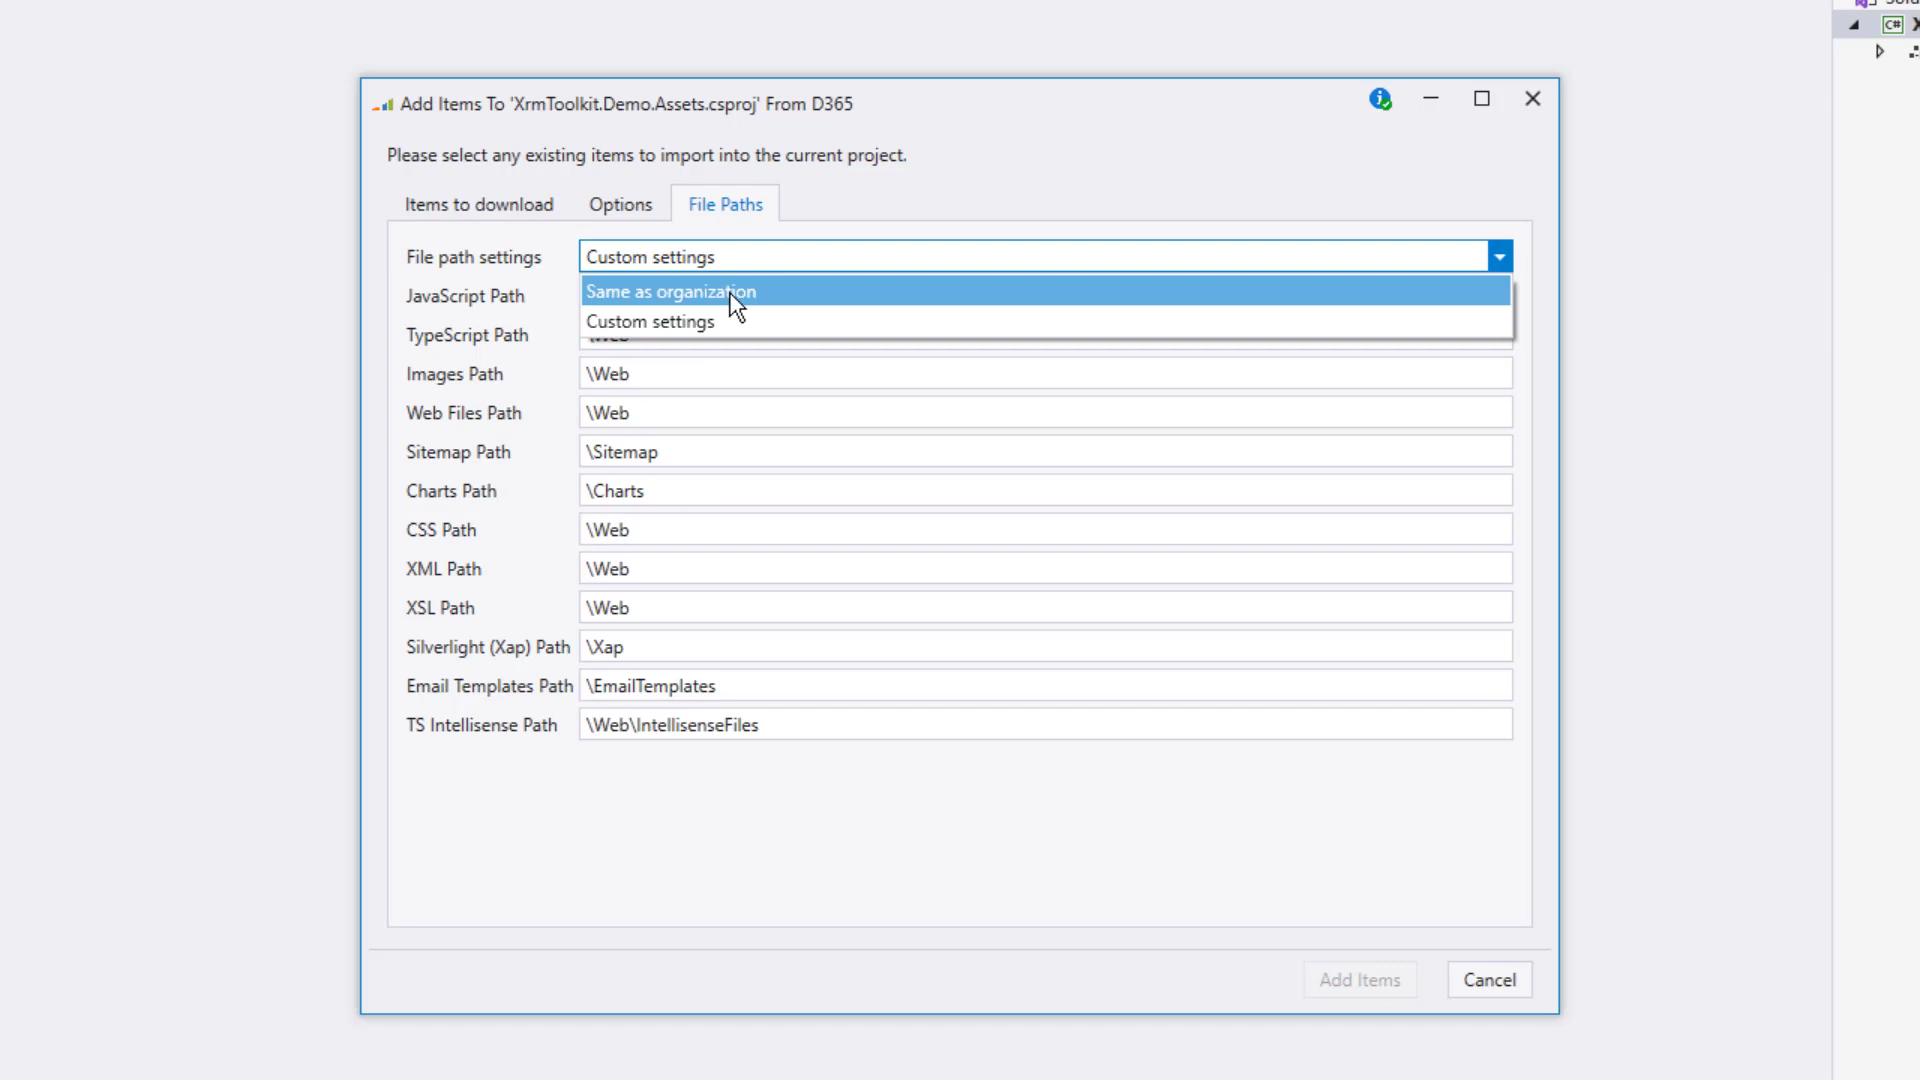 Add Items To 'XrmToolkit.Demo.Assets.csproj' From D365
Please select any existing items to import into the current project.
Items to download Options File Paths
File path settings Custom settings
Same as organization
JavaScript Path
Custom settings
TypeScript Path \Web
Images Path \Web
Web Files Path \Web
Sitemap Path \Sitemap
Charts Path \Charts
CSS Path \Web
XML Path \Web
XSL Path \Web
Silverlight (Xap) Path \Xap
Email Templates Path \EmailTemplates
TS Intellisense Path \Web\IntellisenseFiles
Add Items Cancel
C#